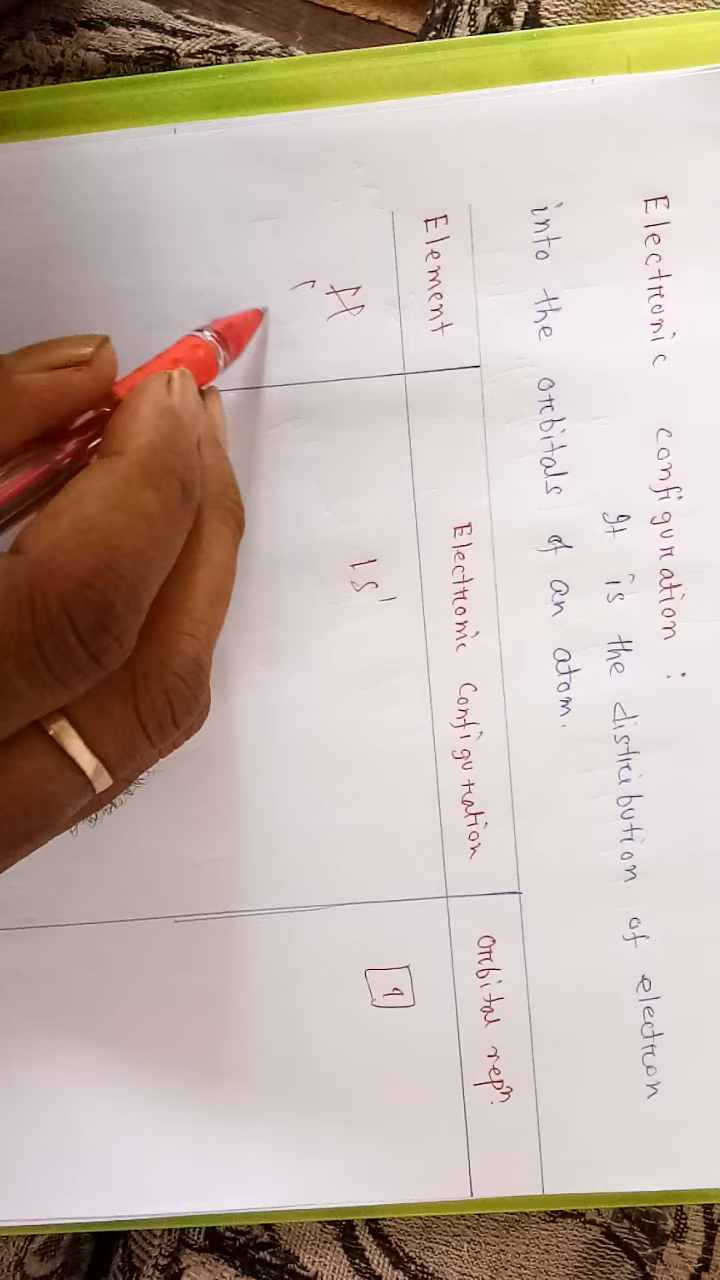 Electronic configuration :
It is the distribution of electron
into the orbitals of an atom.
Element Electronic Configuration Orbital repn.
H 1s¹ 1